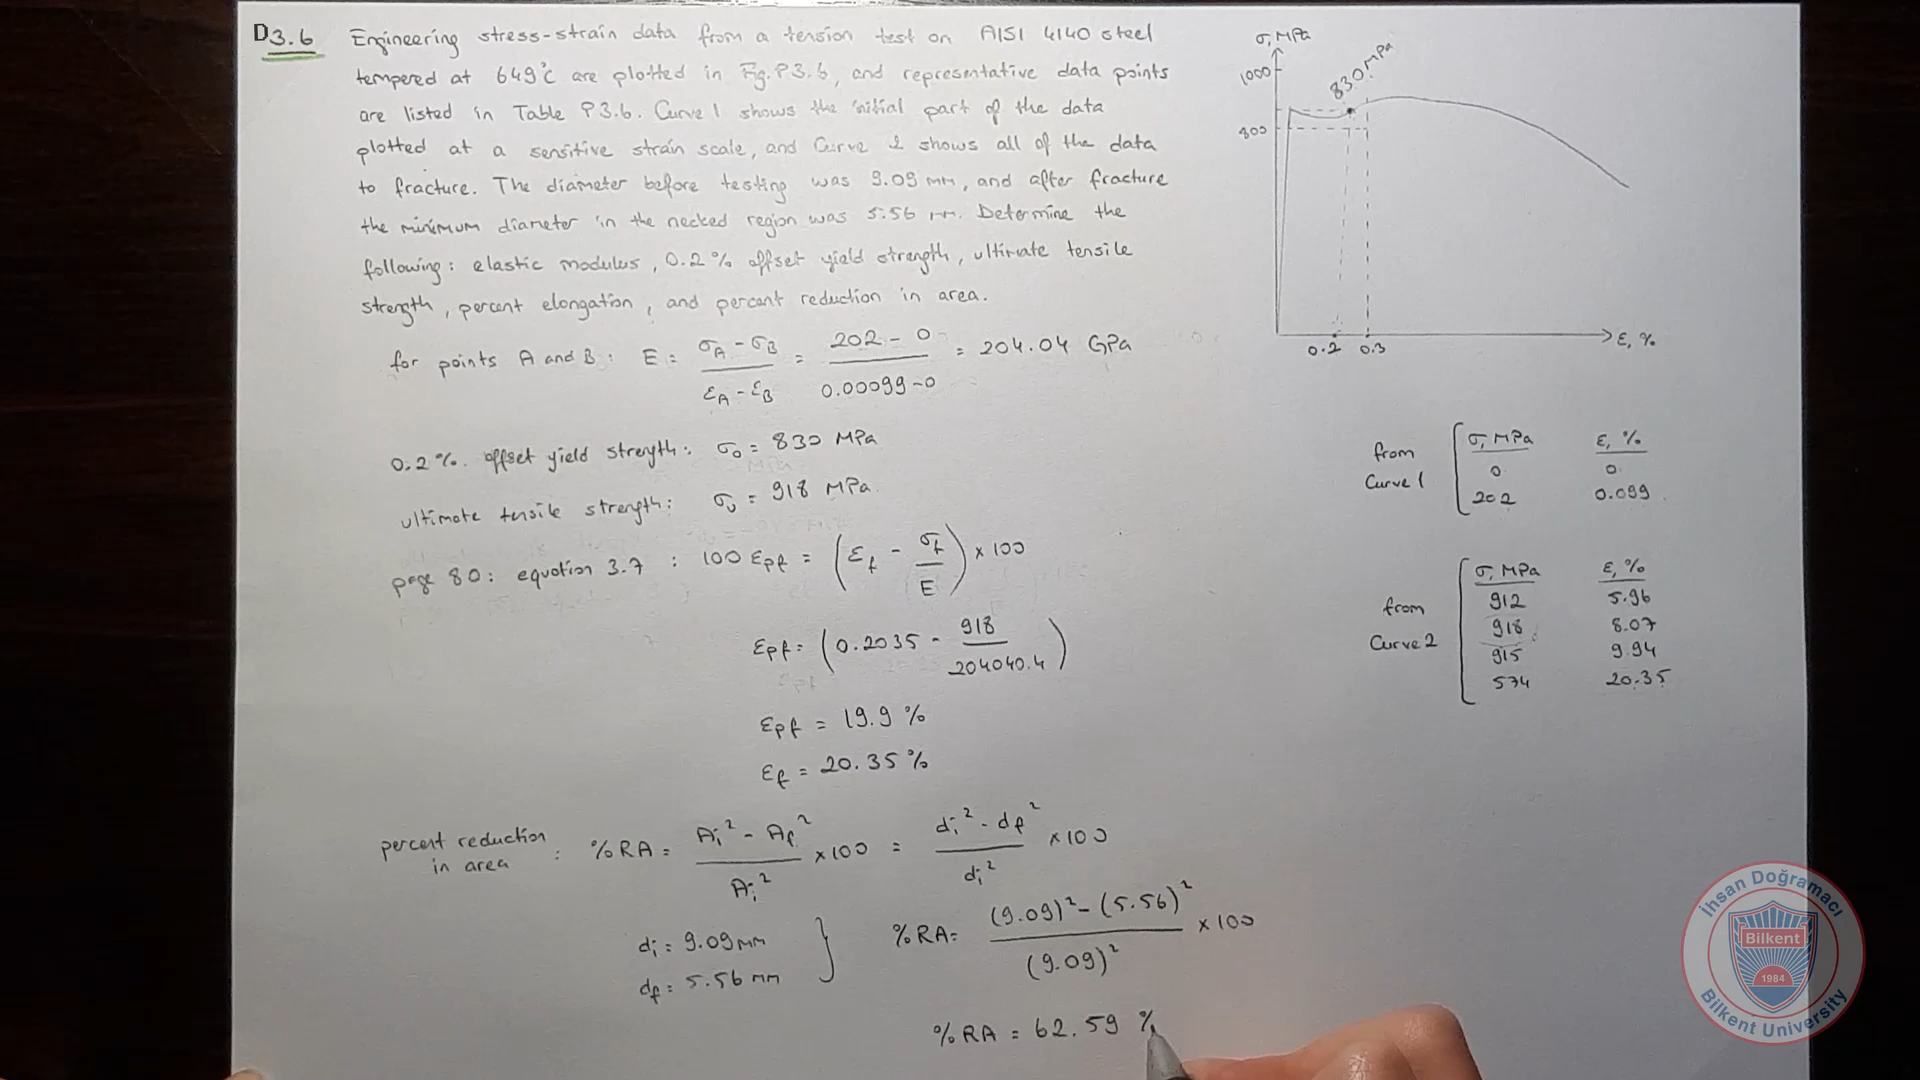 D3.6 Engineering stress-strain data from a tension test on AISI 4140 steel
tempered at 649°C are plotted in Fig. P3.6, and representative data points
are listed in Table P3.6. Curve 1 shows the initial part of the data
plotted at a sensitive strain scale, and Curve 2 shows all of the data
to fracture. The diameter before testing was 9.09 mm, and after fracture
the minimum diameter in the necked region was 5.56 mm. Determine the
following: elastic modulus, 0.2% offset yield strength, ultimate tensile
strength, percent elongation, and percent reduction in area.
for points A and B: E = (σA - σB) / (εA - εB) = (202 - 0) / (0.00099 - 0) = 204.04 GPa
0.2%. offset yield strength: σo = 830 MPa
ultimate tensile strength: σu = 918 MPa.
page 80: equation 3.7 : 100 εpf = (εf - σf / E) × 100
εpf = (0.2035 - 918 / 204040.4)
εpf = 19.9 %
εf = 20.35 %
percent reduction
in area : %RA = (Ai² - Af²) / Ai² ×100 = (di² - df²) / di² ×100
di = 9.09 mm
df = 5.56 mm
%RA = ((9.09)² - (5.56)²) / (9.09)² ×100
%RA = 62.59 %
σ, MPa
1000
830 MPa
800
0.2 0.3
ε, %
from
Curve 1
σ, MPa ε, %
0 0
202 0.099
from
Curve 2
σ, MPa ε, %
912 5.96
918 8.07
915 9.94
574 20.35
İhsan Doğramacı
Bilkent
1984
Bilkent University